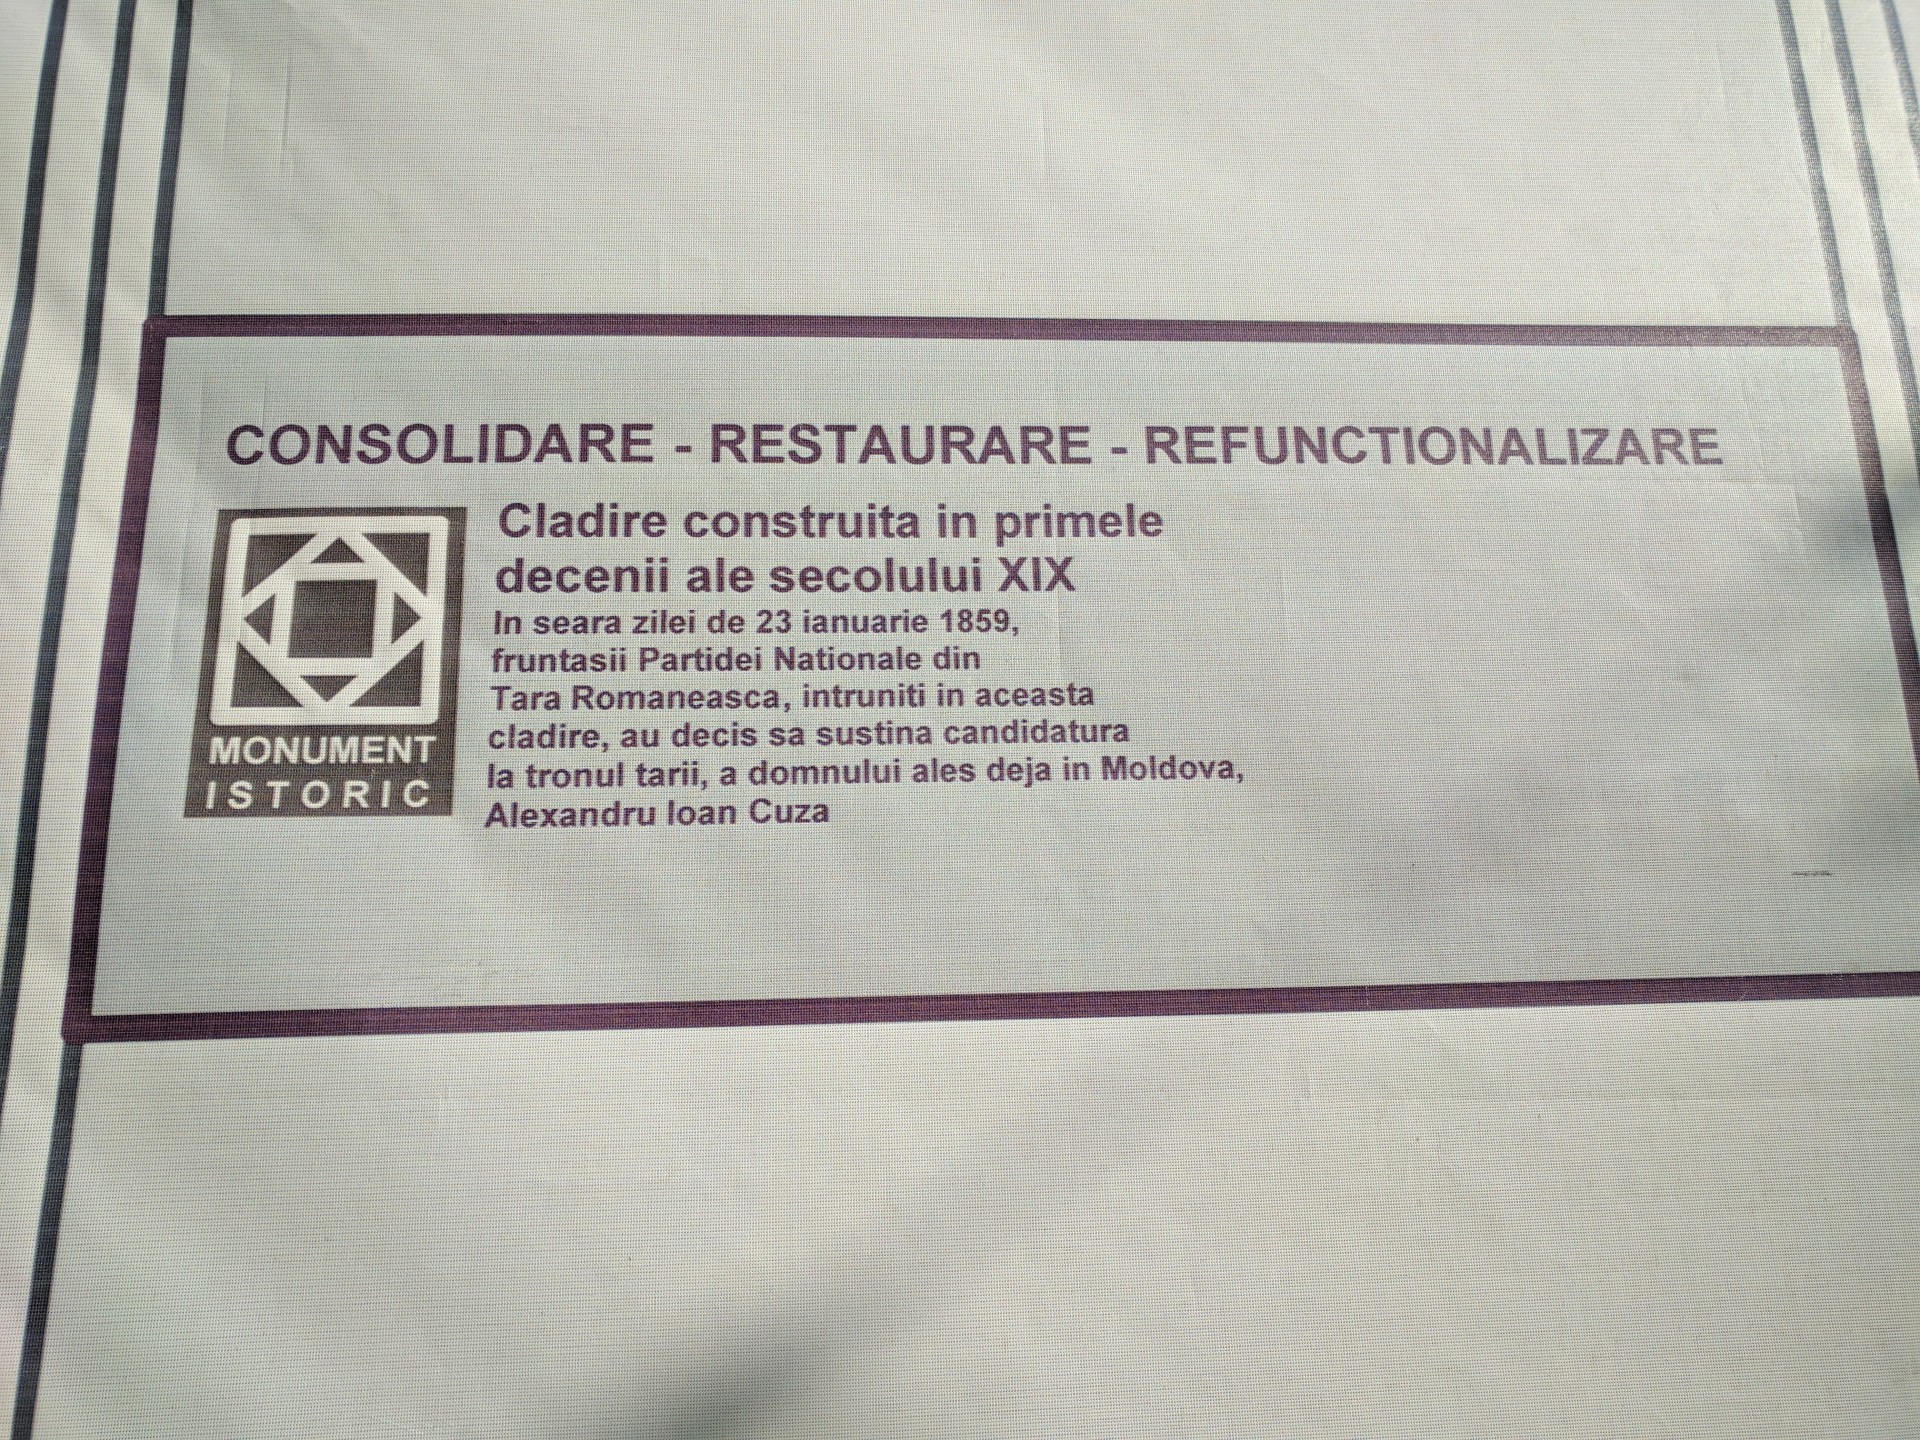 CONSOLIDARE - RESTAURARE - REFUNCTIONALIZARE
MONUMENT
ISTORIC
Cladire construita in primele
decenii ale secolului XIX
In seara zilei de 23 ianuarie 1859,
fruntasii Partidei Nationale din
Tara Romaneasca, intruniti in aceasta
cladire, au decis sa sustina candidatura
la tronul tarii, a domnului ales deja in Moldova,
Alexandru Ioan Cuza